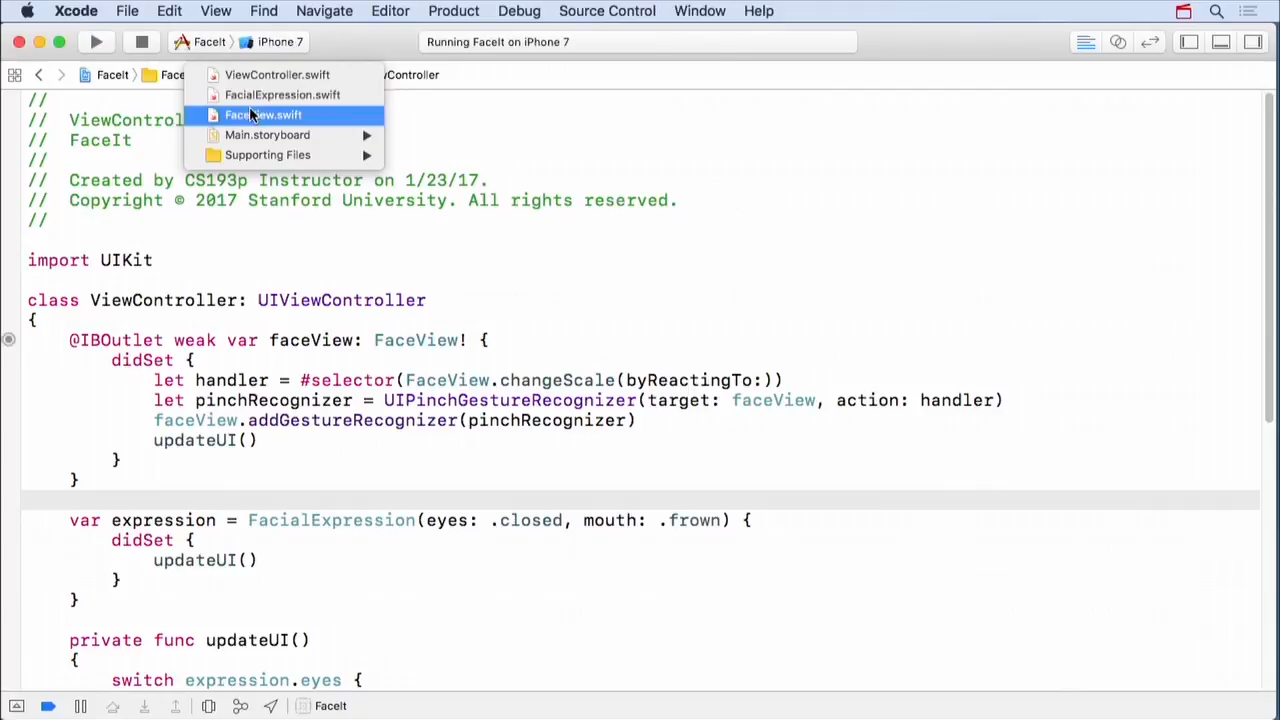 Xcode File Edit View Find Navigate Editor Product Debug Source Control Window Help
FaceIt iPhone 7 Running FaceIt on iPhone 7
FaceIt
ViewController.swift
FacialExpression.swift
FaceView.swift
Main.storyboard
Supporting Files
//
//
// FaceIt
//
// Created by CS193p Instructor on 1/23/17.
// Copyright © 2017 Stanford University. All rights reserved.
//
import UIKit
class ViewController: UIViewController
{
@IBOutlet weak var faceView: FaceView! {
didSet {
let handler = #selector(FaceView.changeScale(byReactingTo:))
let pinchRecognizer = UIPinchGestureRecognizer(target: faceView, action: handler)
faceView.addGestureRecognizer(pinchRecognizer)
updateUI()
}
}
var expression = FacialExpression(eyes: .closed, mouth: .frown) {
didSet {
updateUI()
}
}
private func updateUI()
{
switch expression.eyes {
FaceIt